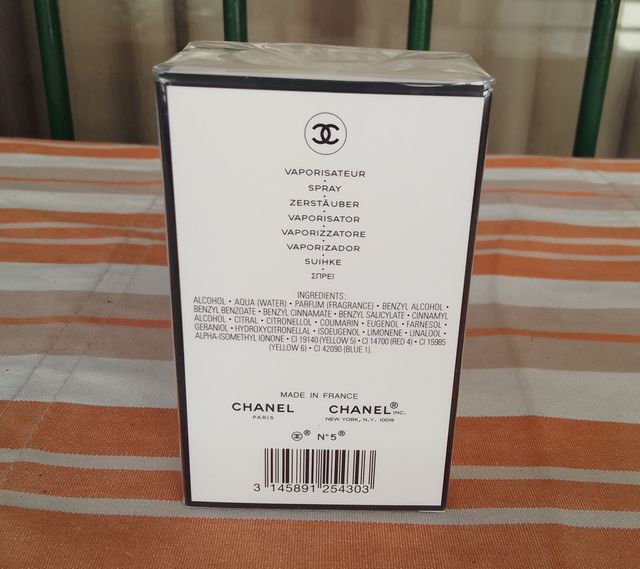 VAPORISATEUR
SPRAY
ZERSTÄUBER
VAPORISATOR
VAPORIZZATORE
VAPORIZADOR
SUIHKE
ΣΠΡΕΪ
INGREDIENTS:
ALCOHOL • AQUA (WATER) • PARFUM (FRAGRANCE) • BENZYL ALCOHOL •
BENZYL BENZOATE • BENZYL CINNAMATE • BENZYL SALICYLATE • CINNAMYL
ALCOHOL • CITRAL • CITRONELLOL • COUMARIN • EUGENOL • FARNESOL •
GERANIOL • HYDROXYCITRONELLAL • ISOEUGENOL • LIMONENE • LINALOOL •
ALPHA-ISOMETHYL IONONE • CI 19140 (YELLOW 5) • CI 14700 (RED 4) • CI 15985
(YELLOW 6) • CI 42090 (BLUE 1).
MADE IN FRANCE
CHANEL CHANEL® INC.
PARIS NEW YORK, N.Y. 10019
® N°5®
3 145891 254303